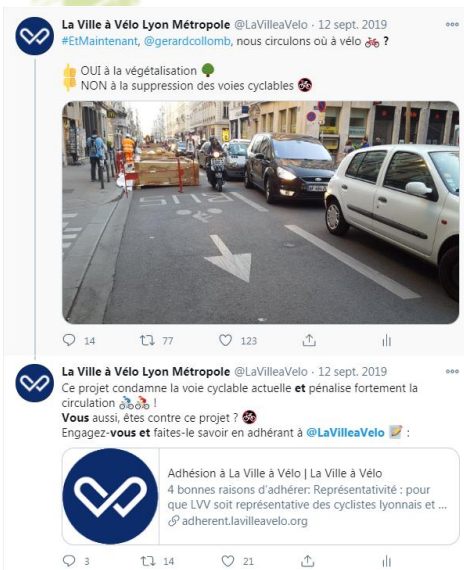 La Ville à Vélo Lyon Métropole @LaVilleaVelo · 12 sept. 2019
#EtMaintenant, @gerardcollomb, nous circulons où à vélo 🚲 ?
👍 OUI à la végétalisation 🌳
👎 NON à la suppression des voies cyclables 🚳
BUS
14 77 123
La Ville à Vélo Lyon Métropole @LaVilleaVelo · 12 sept. 2019
Ce projet condamne la voie cyclable actuelle et pénalise fortement la
circulation 🚴🚴 !
Vous aussi, êtes contre ce projet ? 🚳
Engagez-vous et faites-le savoir en adhérant à @LaVilleaVelo 📝 :
Adhésion à La Ville à Vélo | La Ville à Vélo
4 bonnes raisons d'adhérer: Représentativité : pour
que LVV soit représentative des cyclistes lyonnais et ...
adherent.lavilleavelo.org
3 14 21